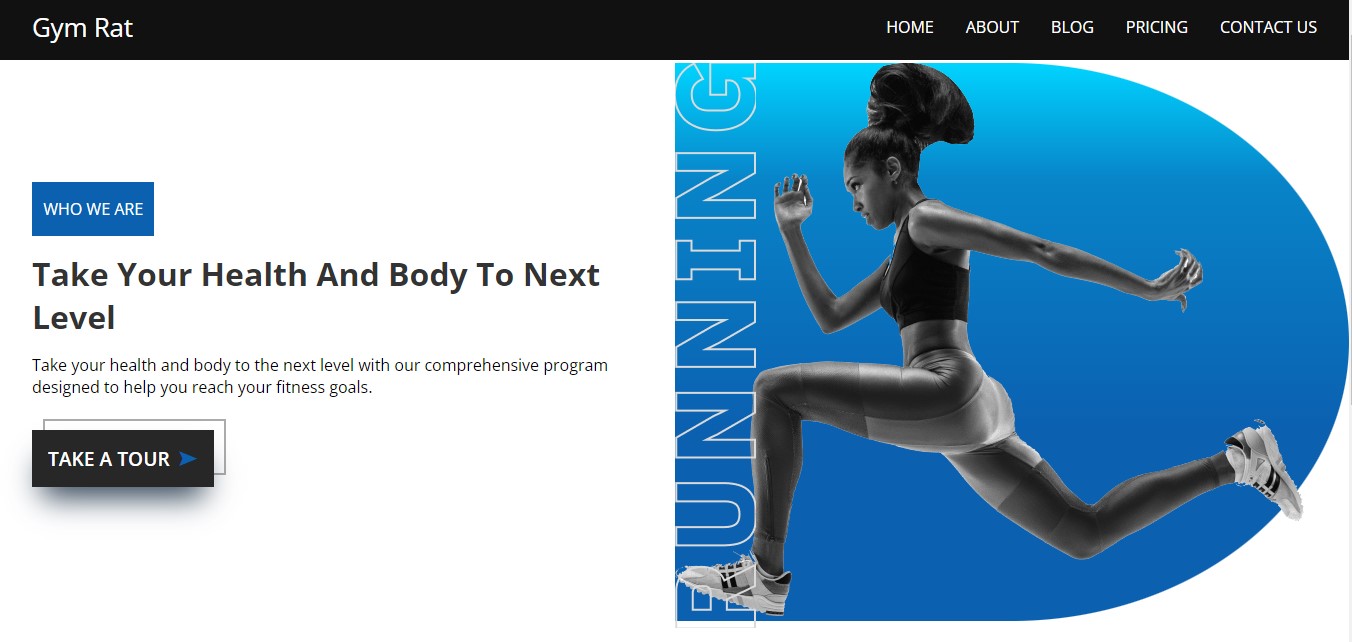 Gym Rat
HOME ABOUT BLOG PRICING CONTACT US
WHO WE ARE
Take Your Health And Body To Next
Level
Take your health and body to the next level with our comprehensive program
designed to help you reach your fitness goals.
TAKE A TOUR
RUNNING